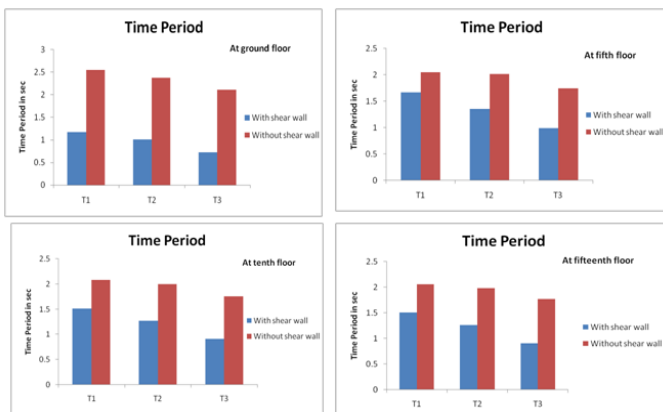 Time Period
At ground floor
Time Period in sec
3
2.5
2
1.5
1
0.5
0
T1 T2 T3
With shear wall
Without shear wall
Time Period
At fifth floor
Time Period in sec
2.5
2
1.5
1
0.5
0
T1 T2 T3
With shear wall
Without shear wall
Time Period
At tenth floor
Time Period in sec
2.5
2
1.5
1
0.5
0
T1 T2 T3
With shear wall
Without shear wall
Time Period
At fifteenth floor
Time Period in sec
2.5
2
1.5
1
0.5
0
T1 T2 T3
With shear wall
Without shear wall